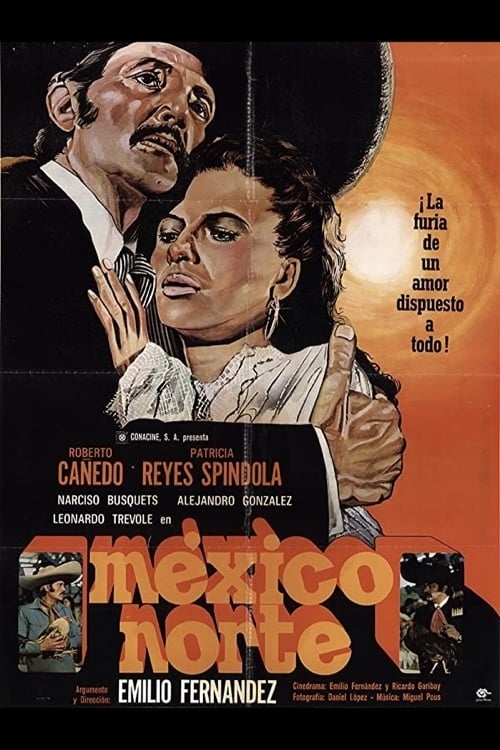 ¡La
furia
de
un
amor
dispuesto
a
todo!
CONACINE, S. A. presenta
ROBERTO PATRICIA
CAÑEDO · REYES SPINDOLA
NARCISO BUSQUETS ALEJANDRO GONZALEZ
LEONARDO TREVOLE en
méxico
norte
Argumento
y Dirección: EMILIO FERNANDEZ
Cinedrama: Emilio Fernández y Ricardo Garibay
Fotografía: Daniel López - Música: Miguel Pous